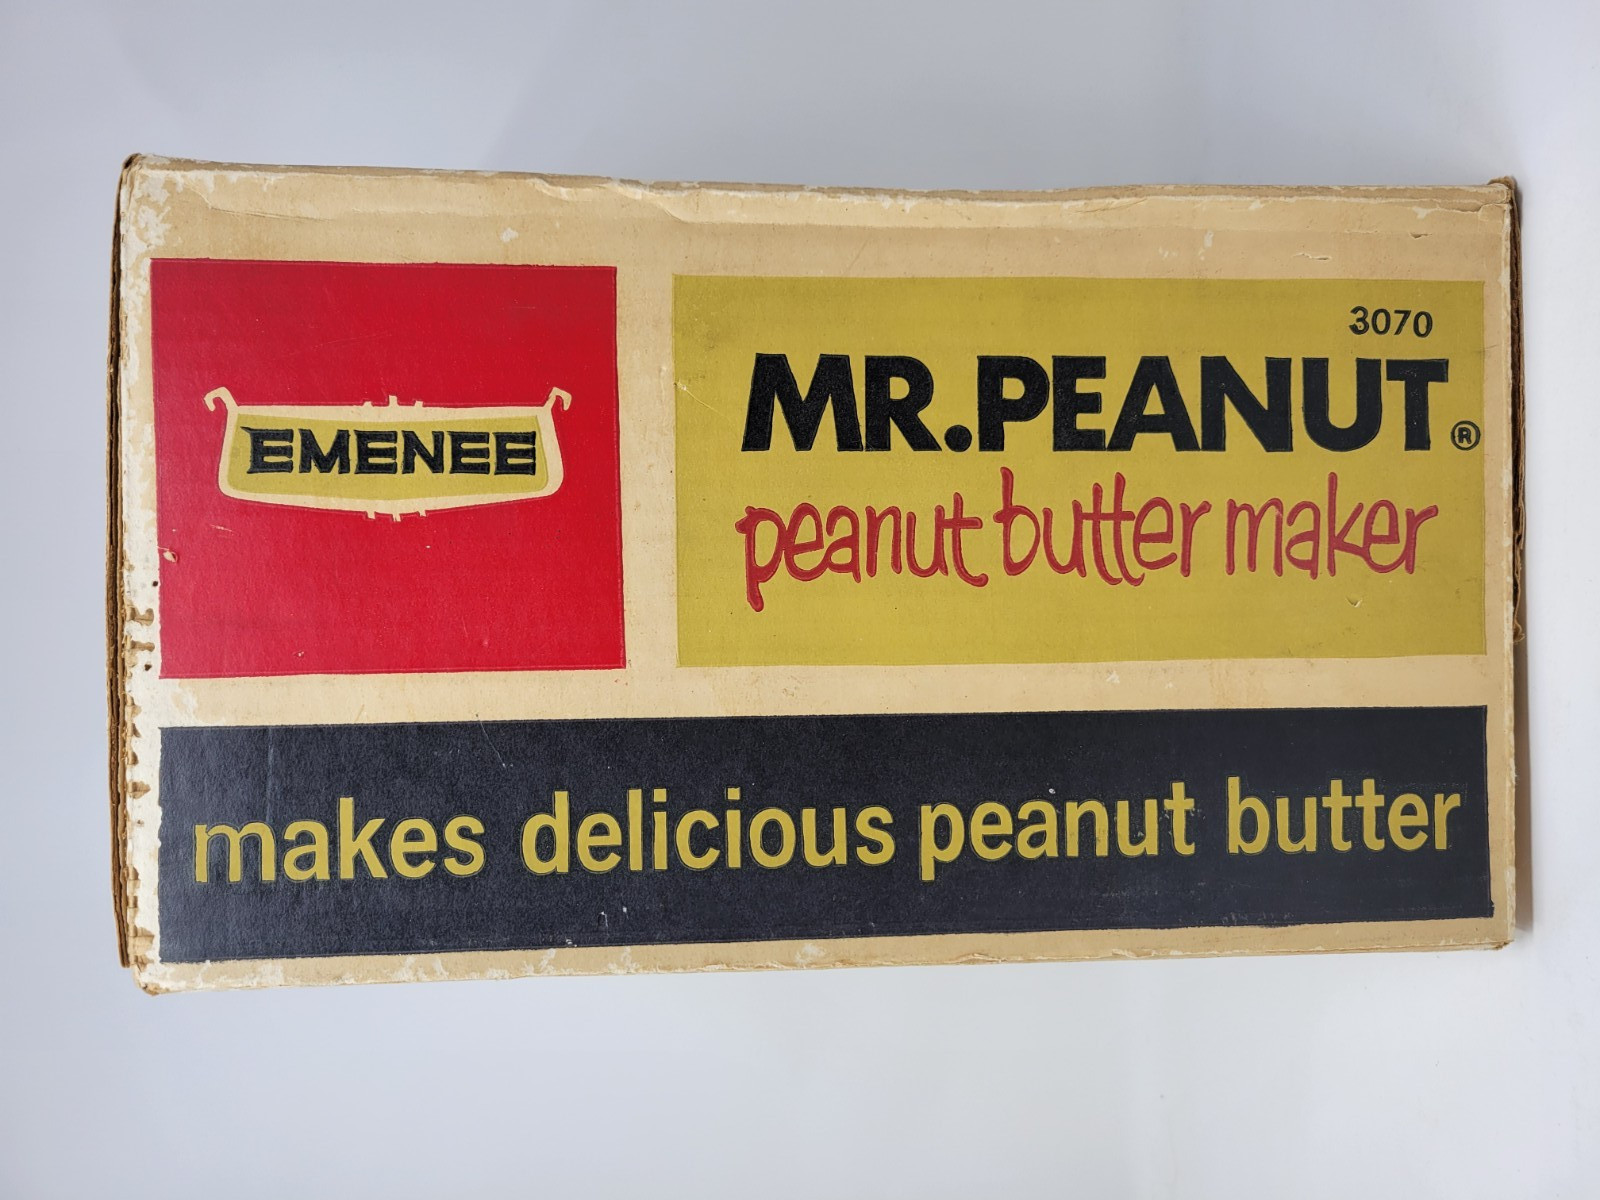 EMENEE
3070
MR.PEANUT®
peanut butter maker
makes delicious peanut butter